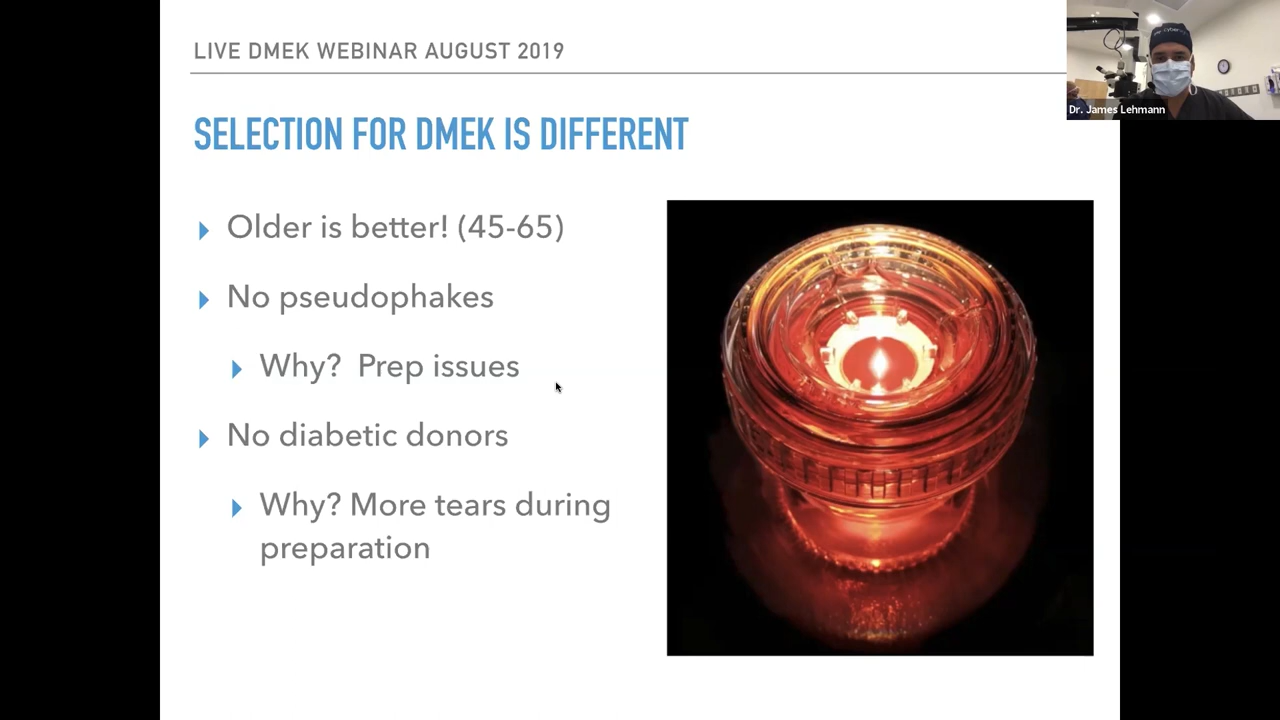 LIVE DMEK WEBINAR AUGUST 2019
Dr. James Lehmann
SELECTION FOR DMEK IS DIFFERENT
Older is better! (45-65)
No pseudophakes
Why? Prep issues
No diabetic donors
Why? More tears during
preparation